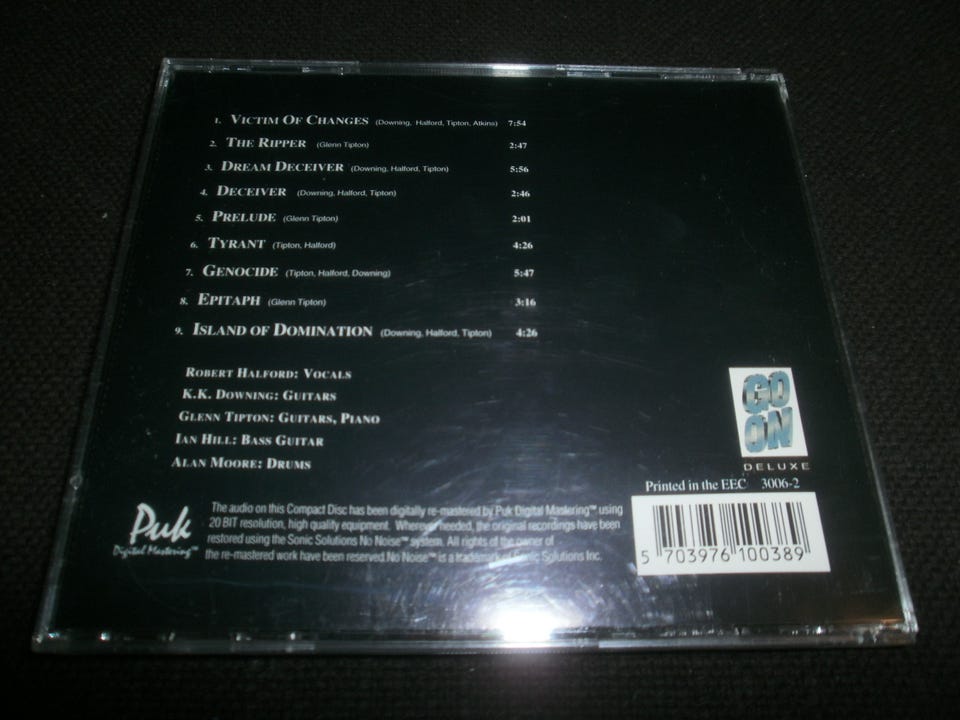 1. VICTIM OF CHANGES (Downing, Halford, Tipton, Atkins) 7:54
2. THE RIPPER (Glenn Tipton) 2:47
3. DREAM DECEIVER (Downing, Halford, Tipton) 5:56
4. DECEIVER (Downing, Halford, Tipton) 2:46
5. PRELUDE (Glenn Tipton) 2:01
6. TYRANT (Tipton, Halford) 4:26
7. GENOCIDE (Tipton, Halford, Downing) 5:47
8. EPITAPH (Glenn Tipton) 3:16
9. ISLAND OF DOMINATION (Downing, Halford, Tipton) 4:26
ROBERT HALFORD: VOCALS
K.K. DOWNING: GUITARS
GLENN TIPTON: GUITARS, PIANO
IAN HILL: BASS GUITAR
ALAN MOORE: DRUMS
GO
ON
DELUXE
Printed in the EEC 3006-2
Puk
Digital Mastering™
The audio on this Compact Disc has been digitally re-mastered by Puk Digital Mastering™ using
20 BIT resolution, high quality equipment. Wherever needed, the original recordings have been
restored using the Sonic Solutions No Noise™ system. All rights of the owner of
the re-mastered work have been reserved.No Noise™ is a trademark of Sonic Solutions Inc.
5 703976 100389